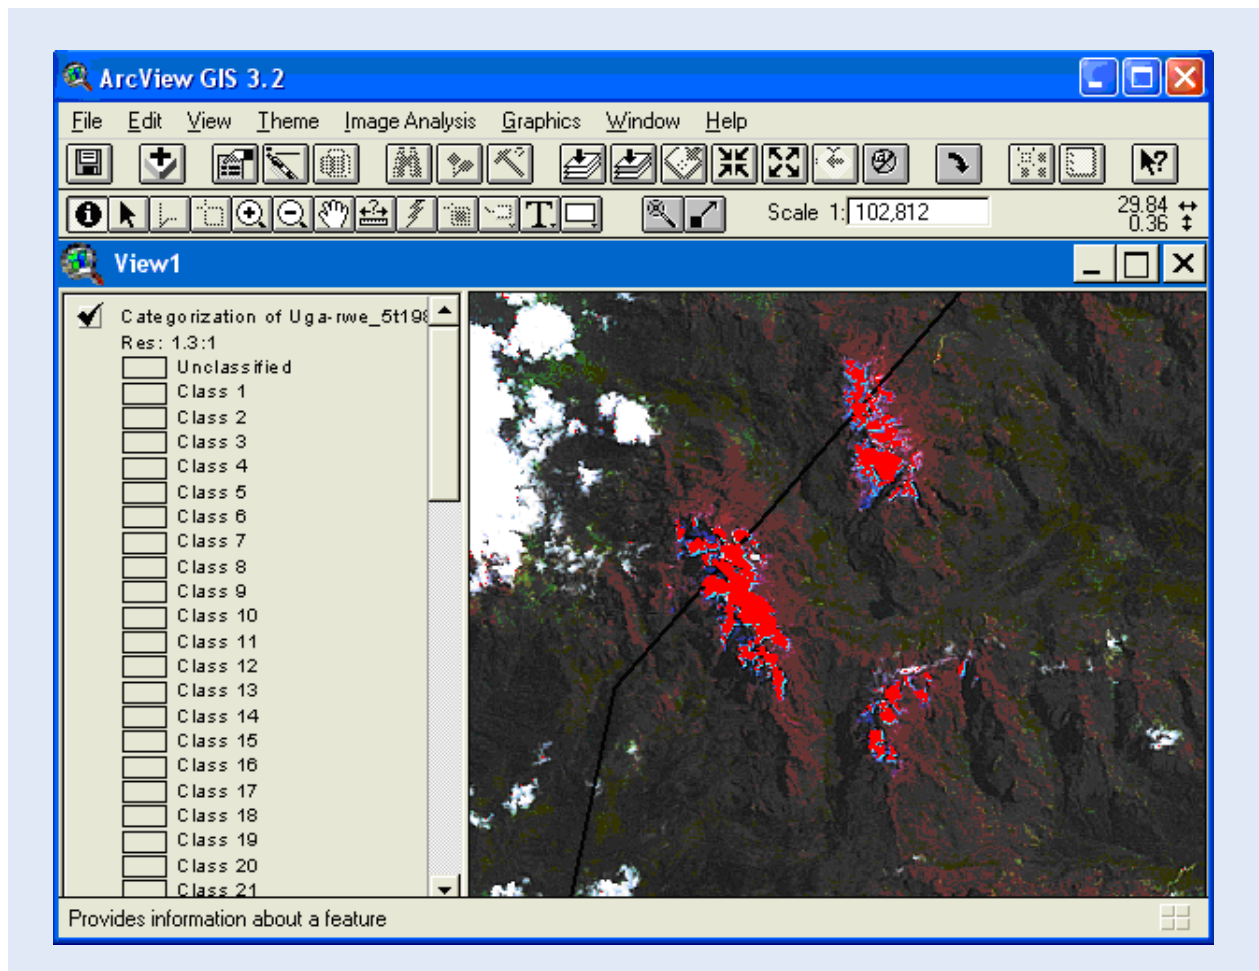 ArcView GIS 3.2
File Edit View Theme Image Analysis Graphics Window Help
Scale 1: 102,812
29.84
0.36
View1
Categorization of Uga-rwe_5t198
Res: 1.3:1
Unclassified
Class 1
Class 2
Class 3
Class 4
Class 5
Class 6
Class 7
Class 8
Class 9
Class 10
Class 11
Class 12
Class 13
Class 14
Class 15
Class 16
Class 17
Class 18
Class 19
Class 20
Class 21
Provides information about a feature